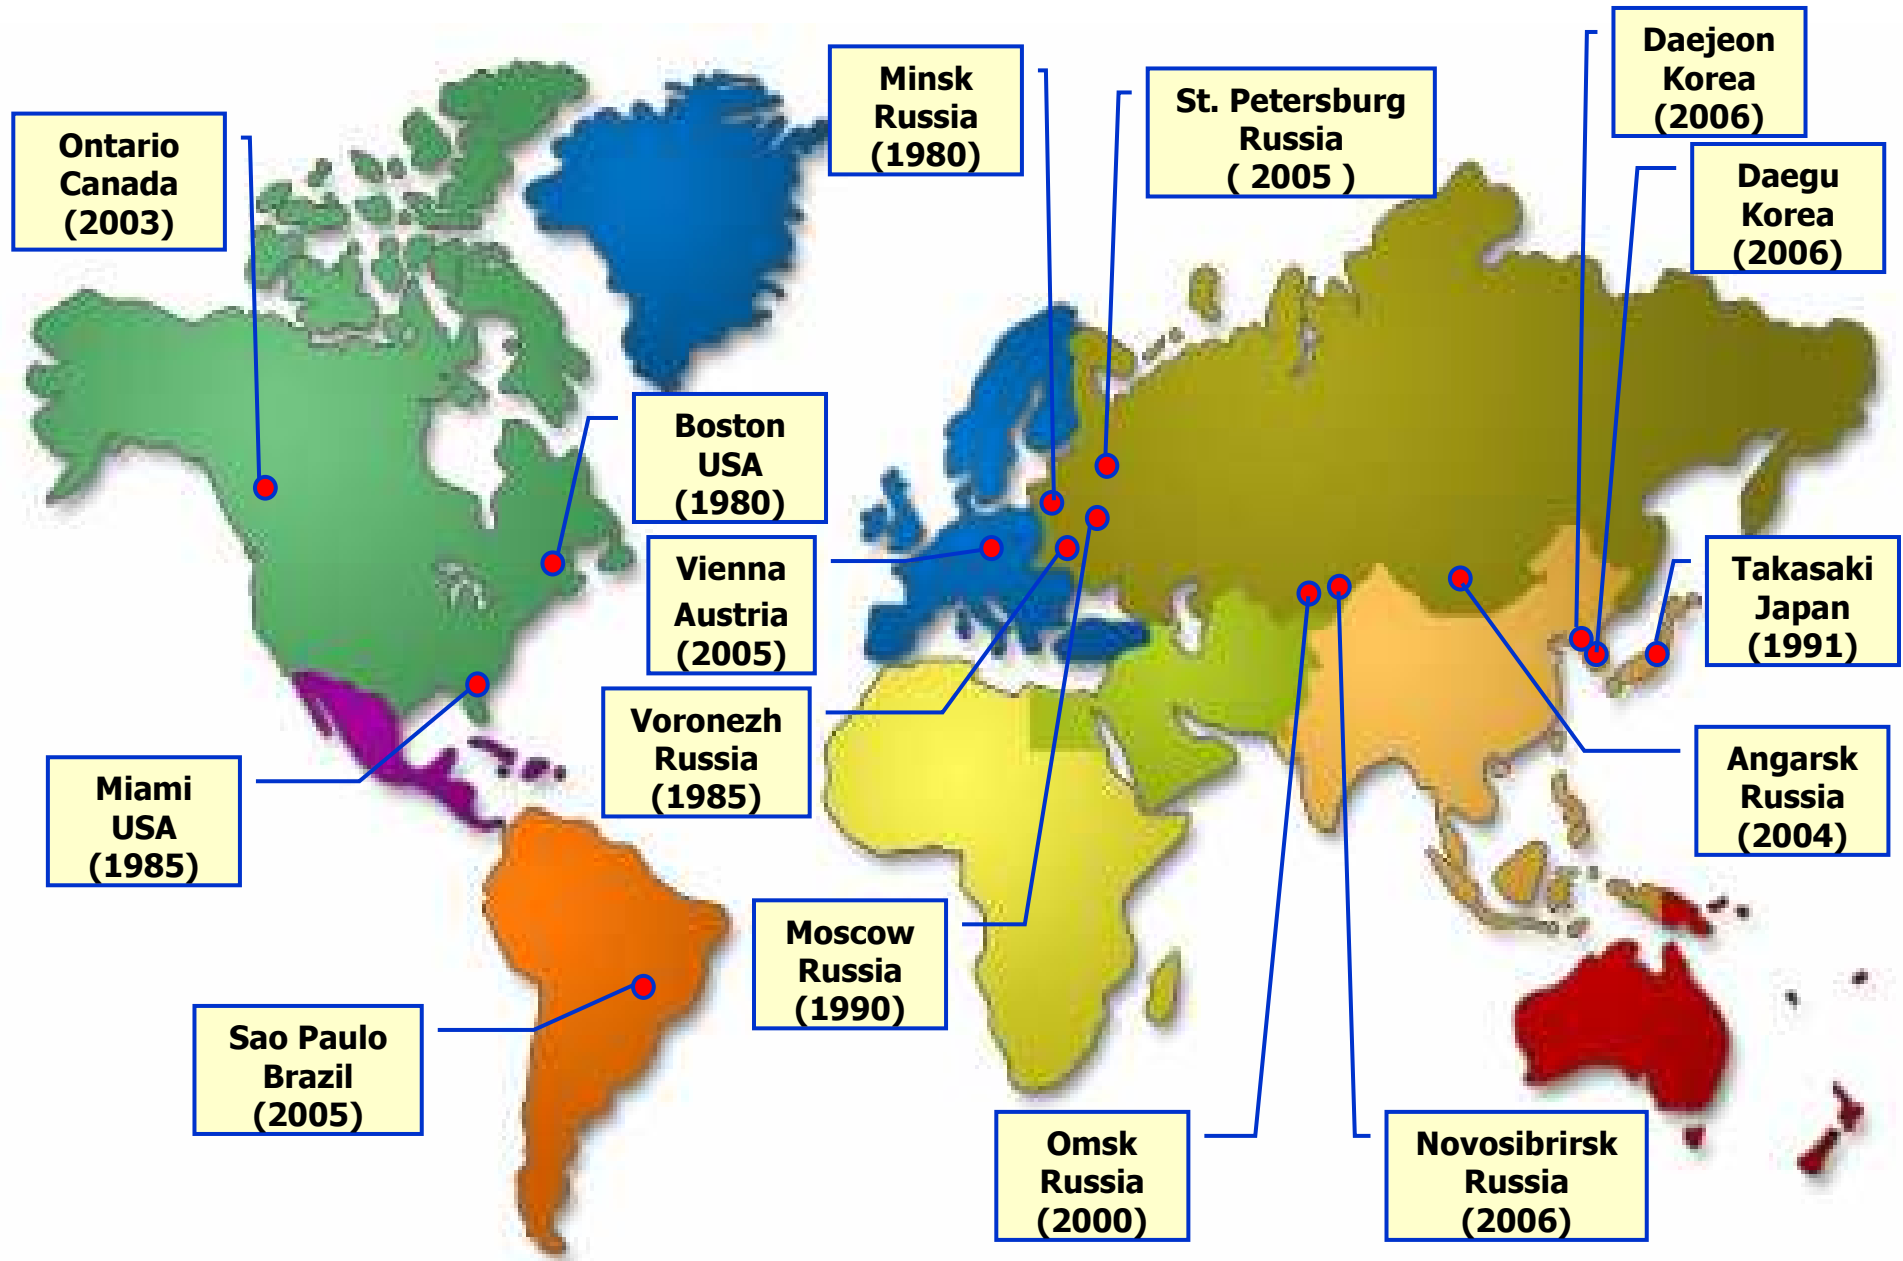 Ontario
Canada
(2003)
Minsk
Russia
(1980)
St. Petersburg
Russia
( 2005 )
Daejeon
Korea
(2006)
Daegu
Korea
(2006)
Boston
USA
(1980)
Vienna
Austria
(2005)
Takasaki
Japan
(1991)
Voronezh
Russia
(1985)
Miami
USA
(1985)
Angarsk
Russia
(2004)
Moscow
Russia
(1990)
Sao Paulo
Brazil
(2005)
Omsk
Russia
(2000)
Novosibrirsk
Russia
(2006)